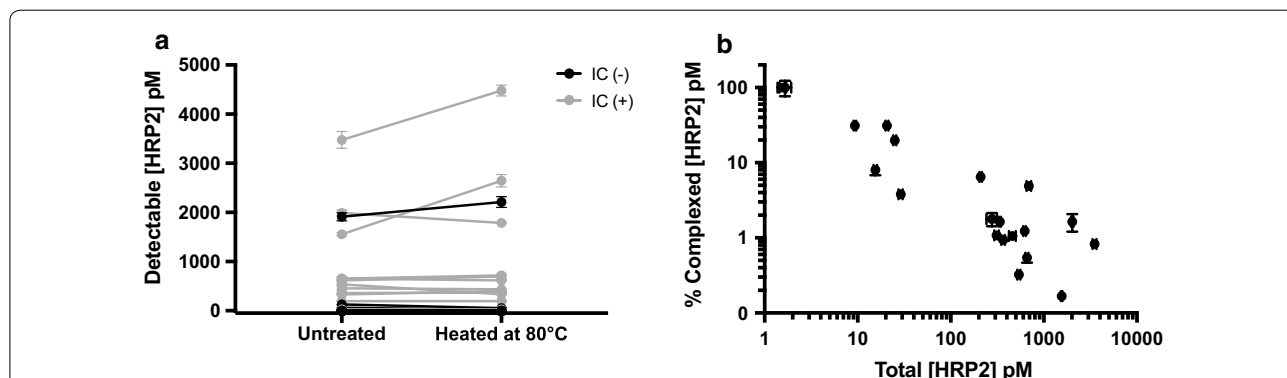 a
5000
4000
3000
2000
1000
0
Detectable [HRP2] pM
Untreated
Heated at 80°C
IC (-)
IC (+)
b
100
10
1
0
% Complexed [HRP2] pM
1
10
100
1000
10000
Total [HRP2] pM